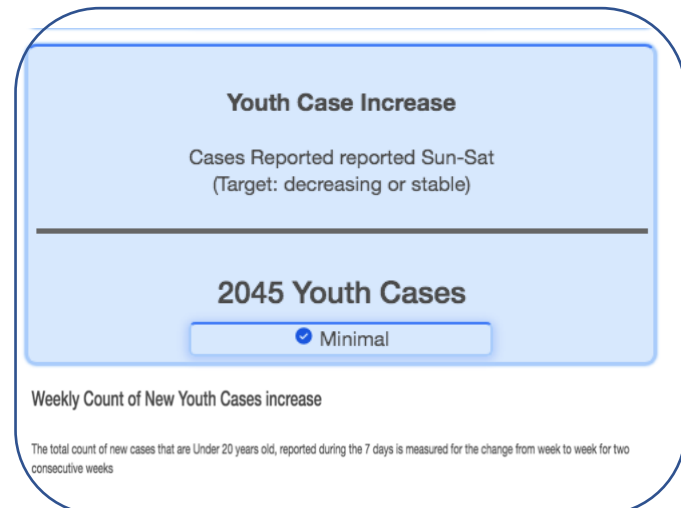 Youth Case Increase
Cases Reported reported Sun-Sat
(Target: decreasing or stable)
2045 Youth Cases
Minimal
Weekly Count of New Youth Cases increase
The total count of new cases that are Under 20 years old, reported during the 7 days is measured for the change from week to week for two
consecutive weeks